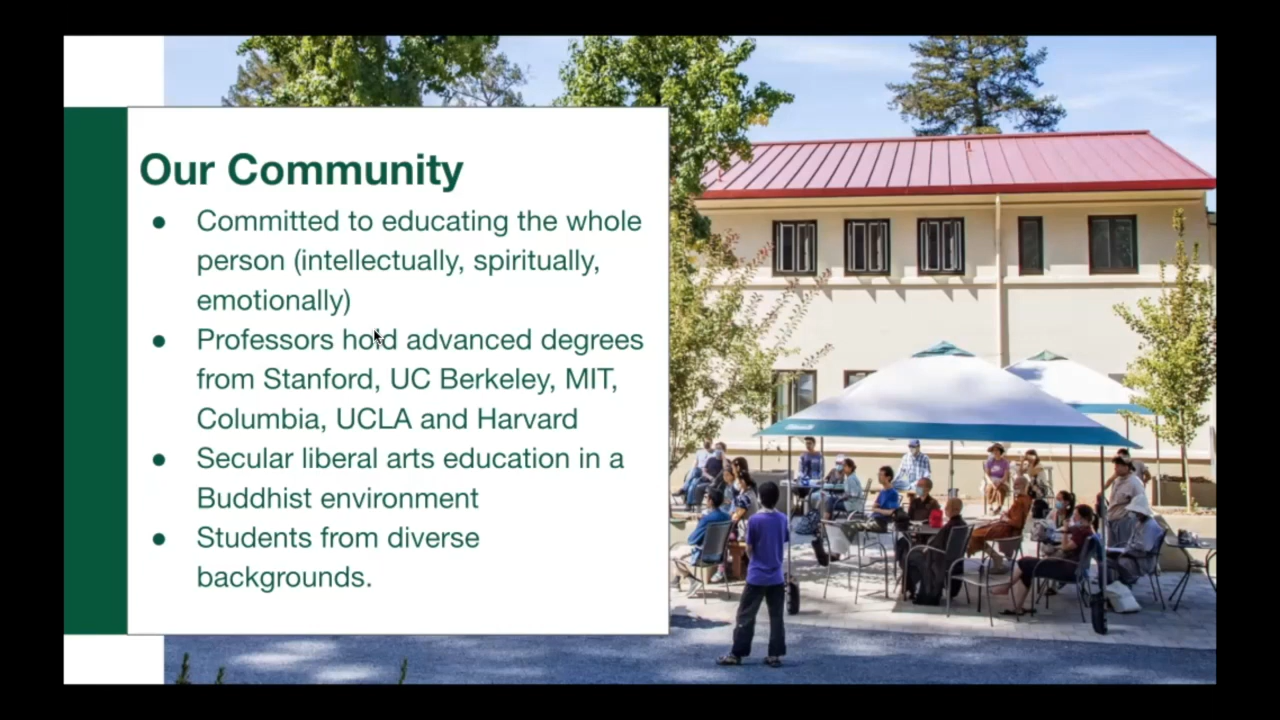 Our Community
● Committed to educating the whole
person (intellectually, spiritually,
emotionally)
● Professors hold advanced degrees
from Stanford, UC Berkeley, MIT,
Columbia, UCLA and Harvard
● Secular liberal arts education in a
Buddhist environment
● Students from diverse
backgrounds.